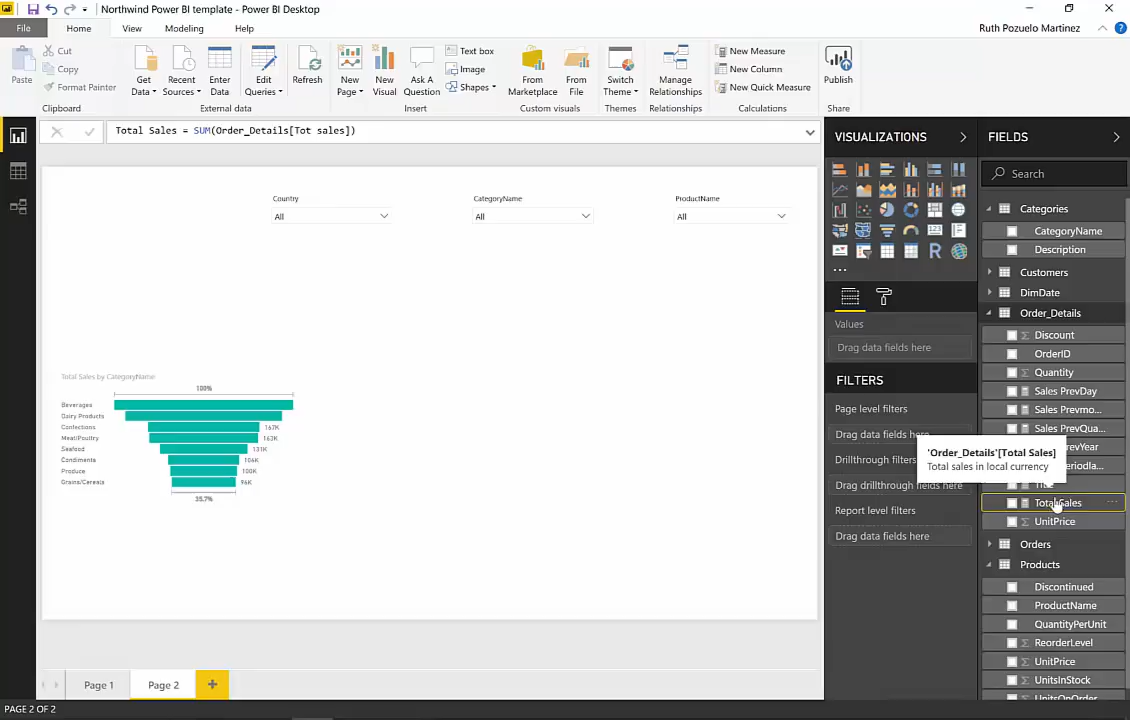 Northwind Power BI template - Power BI Desktop
File Home View Modeling Help
Ruth Pozuelo Martinez
Paste
Cut
Copy
Format Painter
Clipboard
Get Data
Recent Sources
Enter Data
External data
Edit Queries
Refresh
New Page
New Visual
Ask A Question
Text box
Image
Shapes
Insert
From Marketplace
From File
Custom visuals
Switch Theme
Themes
Manage Relationships
Relationships
New Measure
New Column
New Quick Measure
Calculations
Publish
Share
Total Sales = SUM(Order_Details[Tot sales])
Country
All
CategoryName
All
ProductName
All
Total Sales by CategoryName
100%
Beverages
Dairy Products
Confections 167K
Meat/Poultry 163K
Seafood 131K
Condiments 106K
Produce 100K
Grains/Cereals 96K
35.7%
VISUALIZATIONS
R
Values
Drag data fields here
FILTERS
Page level filters
Drag data fields here
Drillthrough filters
Drag drillthrough fields here
Report level filters
Drag data fields here
FIELDS
Search
Categories
CategoryName
Description
Customers
DimDate
Order_Details
Discount
OrderID
Quantity
Sales PrevDay
Sales Prevmo...
Sales PrevQua...
'Order_Details'[Total Sales]
Total sales in local currency
Total Sales
UnitPrice
Orders
Products
Discontinued
ProductName
QuantityPerUnit
ReorderLevel
UnitPrice
UnitsInStock
UnitsOnOrder
Page 1 Page 2 +
PAGE 2 OF 2